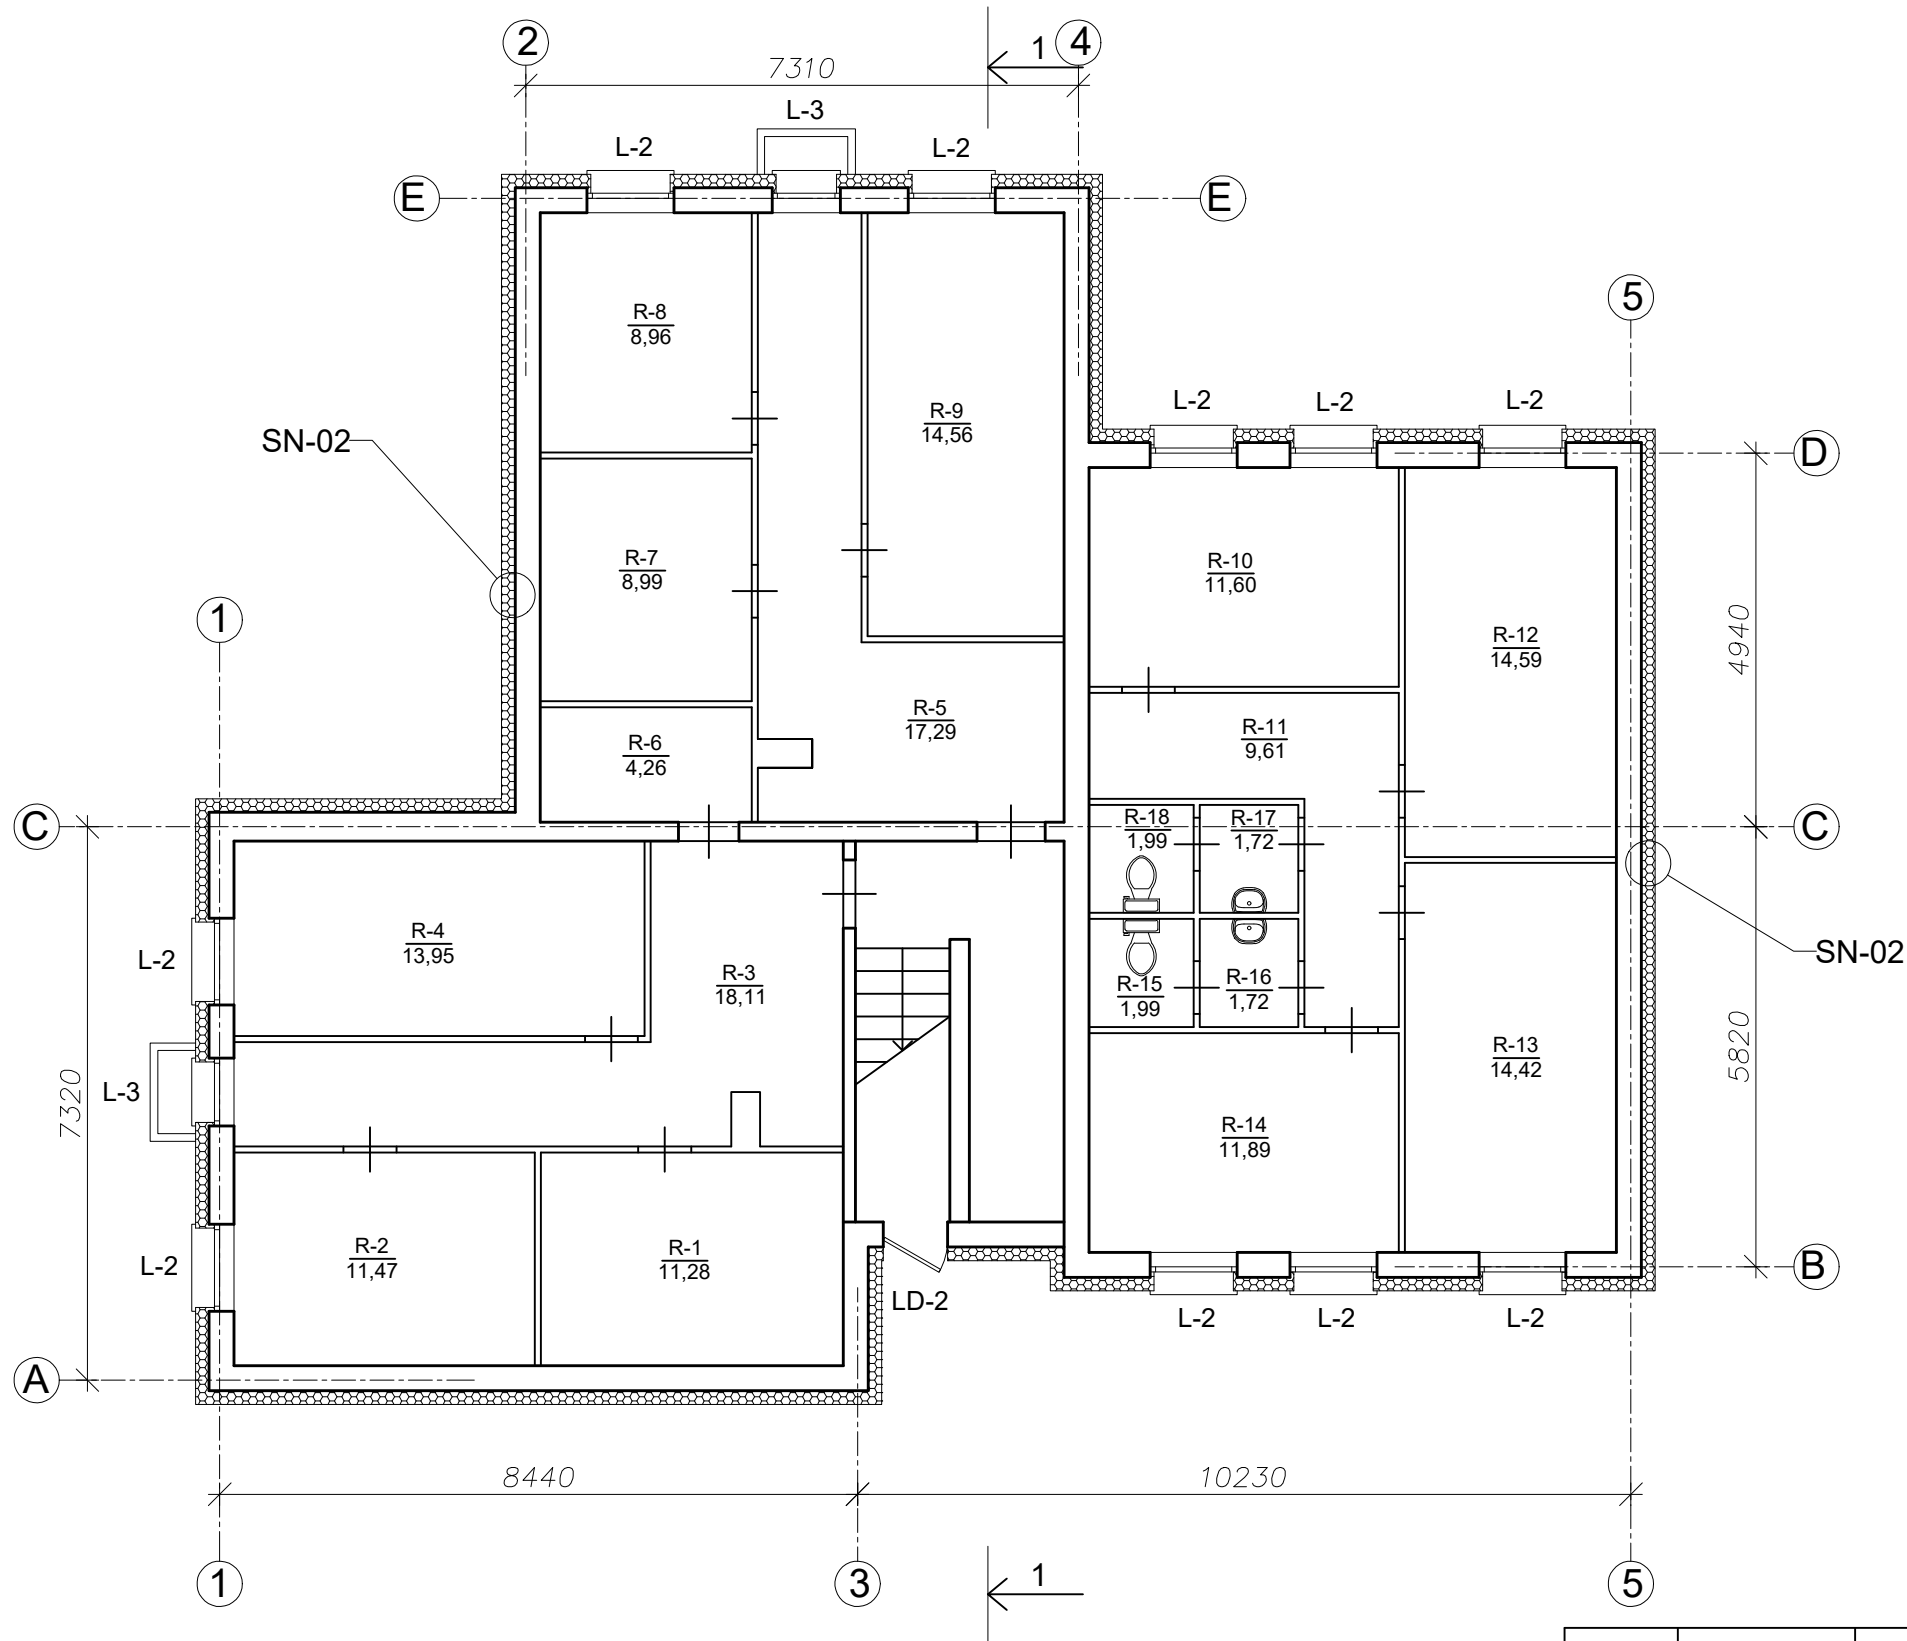 2
4
1
7310
L-3
L-2
L-2
E
E
5
R-8
8,96
L-2
L-2
L-2
R-9
14,56
SN-02
D
R-7
8,99
R-10
11,60
1
R-12
14,59
4940
R-5
17,29
R-6
4,26
R-11
9,61
C
C
R-18
1,99
R-17
1,72
R-4
13,95
L-2
R-3
18,11
SN-02
R-15
1,99
R-16
1,72
5820
R-13
14,42
L-3
7320
R-14
11,89
R-2
11,47
R-1
11,28
L-2
B
LD-2
L-2
L-2
L-2
A
8440
10230
1
3
1
5